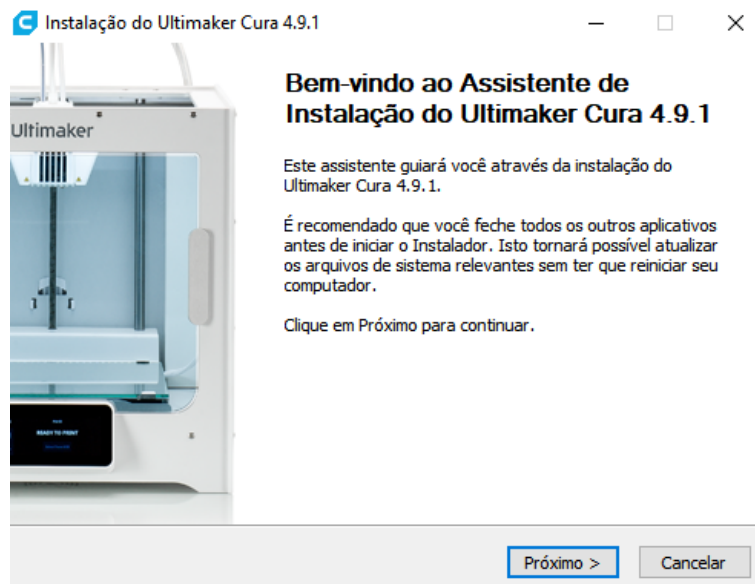 Instalação do Ultimaker Cura 4.9.1
Ultimaker
READY TO PRINT
Bem-vindo ao Assistente de
Instalação do Ultimaker Cura 4.9.1
Este assistente guiará você através da instalação do
Ultimaker Cura 4.9.1.
É recomendado que você feche todos os outros aplicativos
antes de iniciar o Instalador. Isto tornará possível atualizar
os arquivos de sistema relevantes sem ter que reiniciar seu
computador.
Clique em Próximo para continuar.
Próximo >
Cancelar